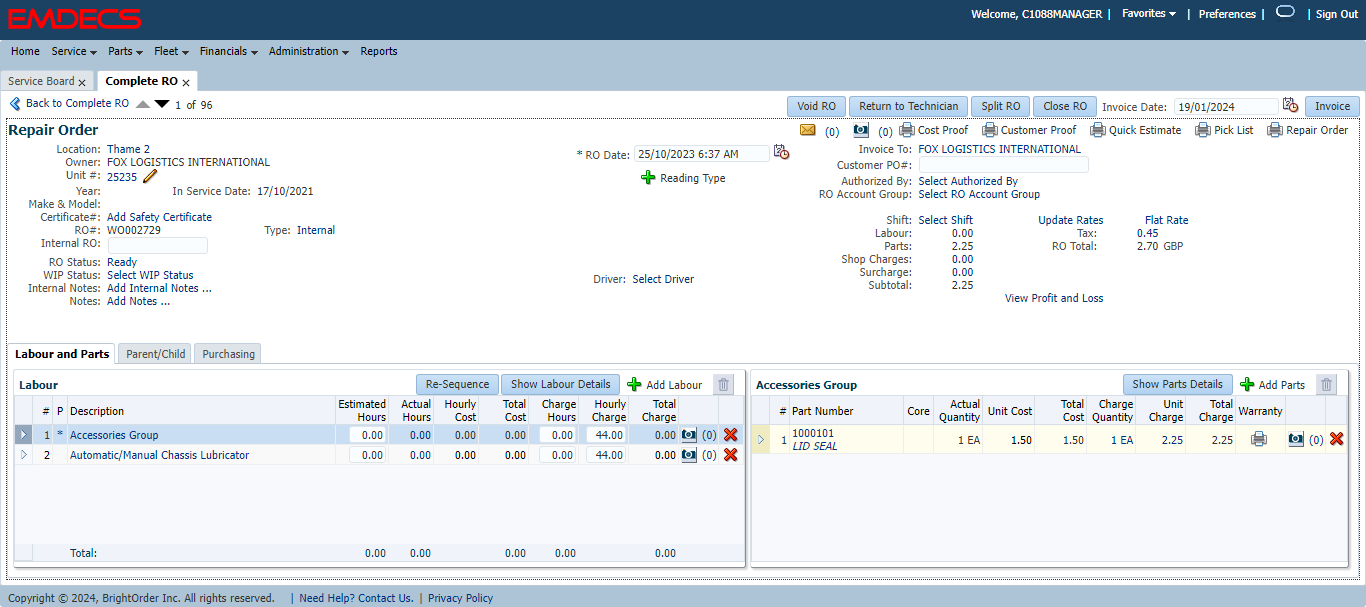 EMDECS
Welcome, C1088MANAGER | Favorites | Preferences | | Sign Out
Home Service Parts Fleet Financials Administration Reports
Service Board x Complete RO x
Back to Complete RO 1 of 96 Void RO Return to Technician Split RO Close RO Invoice Date: 19/01/2024 Invoice
Repair Order (0) (0) Cost Proof Customer Proof Quick Estimate Pick List Repair Order
Location: Thame 2 * RO Date: 25/10/2023 6:37 AM Invoice To: FOX LOGISTICS INTERNATIONAL
Owner: FOX LOGISTICS INTERNATIONAL Customer PO#:
Unit #: 25235 Reading Type Authorized By: Select Authorized By
Year: In Service Date: 17/10/2021 RO Account Group: Select RO Account Group
Make & Model:
Certificate#: Add Safety Certificate Shift: Select Shift Update Rates Flat Rate
RO#: WO002729 Type: Internal Labour: 0.00 Tax: 0.45
Internal RO: Parts: 2.25 RO Total: 2.70 GBP
RO Status: Ready Shop Charges: 0.00
WIP Status: Select WIP Status Driver: Select Driver Surcharge: 0.00
Internal Notes: Add Internal Notes ... Subtotal: 2.25
Notes: Add Notes ... View Profit and Loss
Labour and Parts Parent/Child Purchasing
Labour Re-Sequence Show Labour Details Add Labour
# P Description Estimated Hours Actual Hours Hourly Cost Total Cost Charge Hours Hourly Charge Total Charge
1 * Accessories Group 0.00 0.00 0.00 0.00 0.00 44.00 0.00 (0)
2 Automatic/Manual Chassis Lubricator 0.00 0.00 0.00 0.00 0.00 44.00 0.00 (0)
Total: 0.00 0.00 0.00 0.00 0.00
Accessories Group Show Parts Details Add Parts
# Part Number Core Actual Quantity Unit Cost Total Cost Charge Quantity Unit Charge Total Charge Warranty
1 1000101 1 EA 1.50 1.50 1 EA 2.25 2.25 (0)
LID SEAL
Copyright © 2024, BrightOrder Inc. All rights reserved. | Need Help? Contact Us. | Privacy Policy